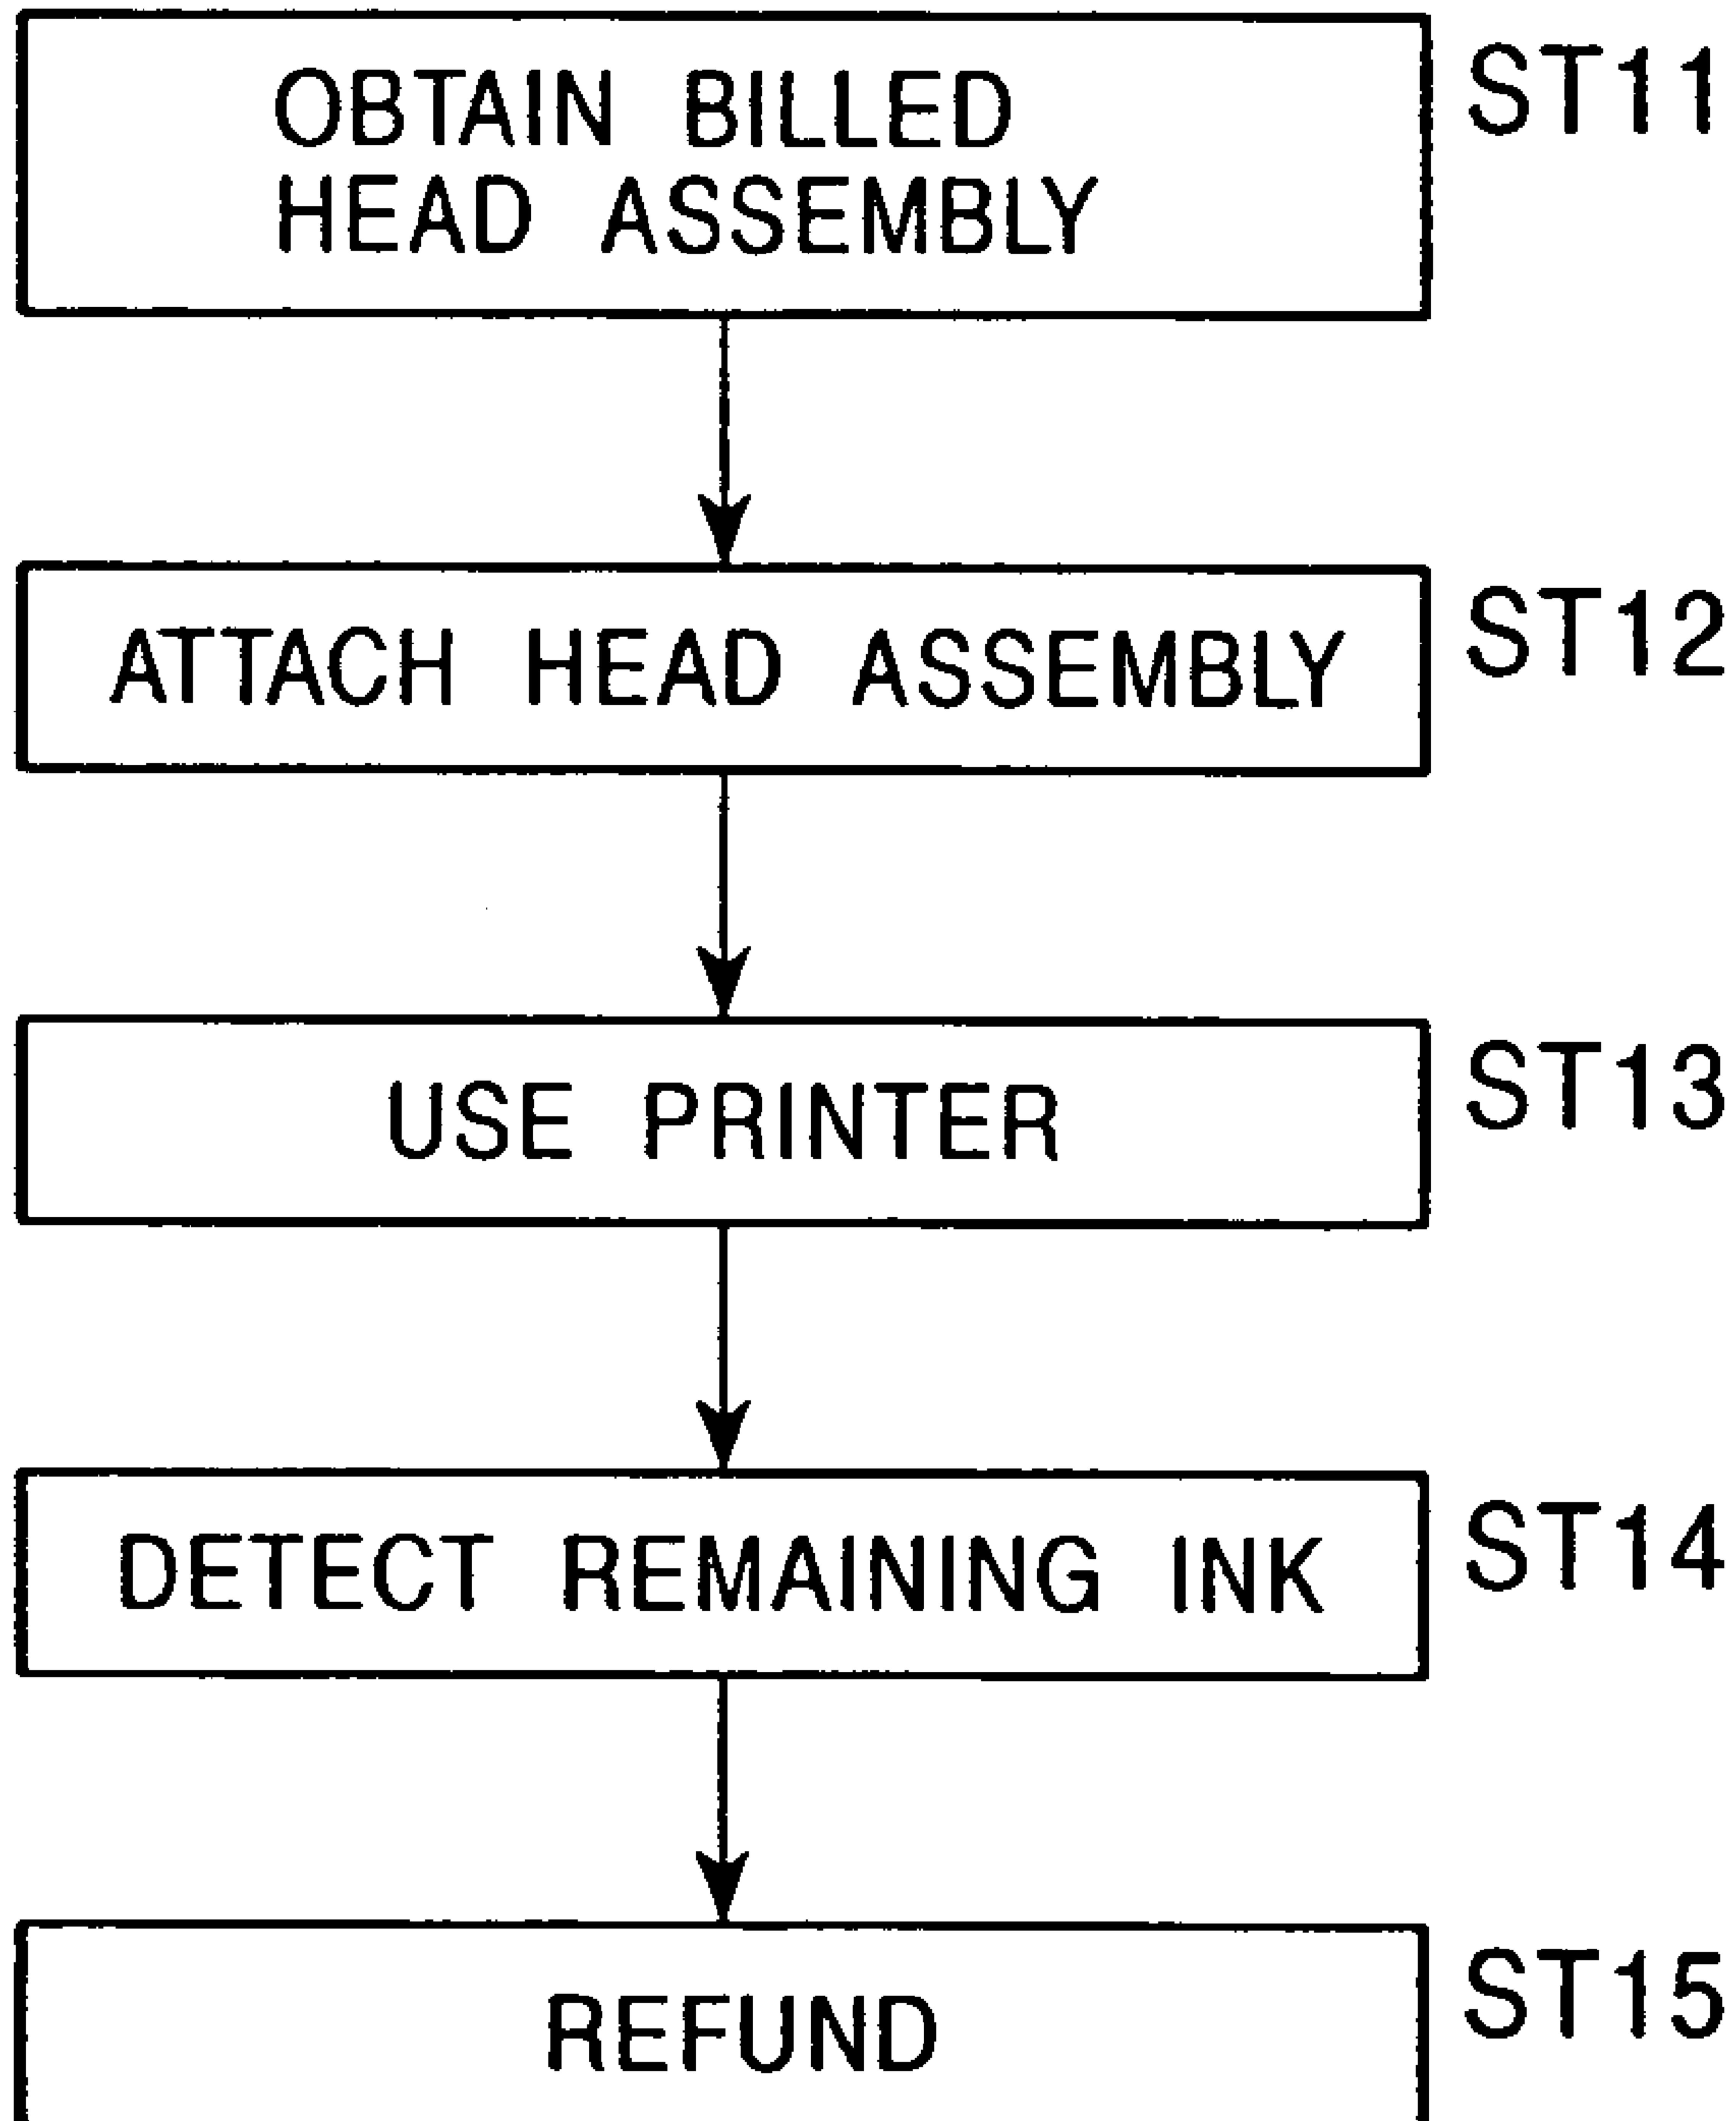 OBTAIN BILLED
HEAD ASSEMBLY
ST11
ATTACH HEAD ASSEMBLY
ST12
USE PRINTER
ST13
DETECT REMAINING INK
ST14
REFUND
ST15